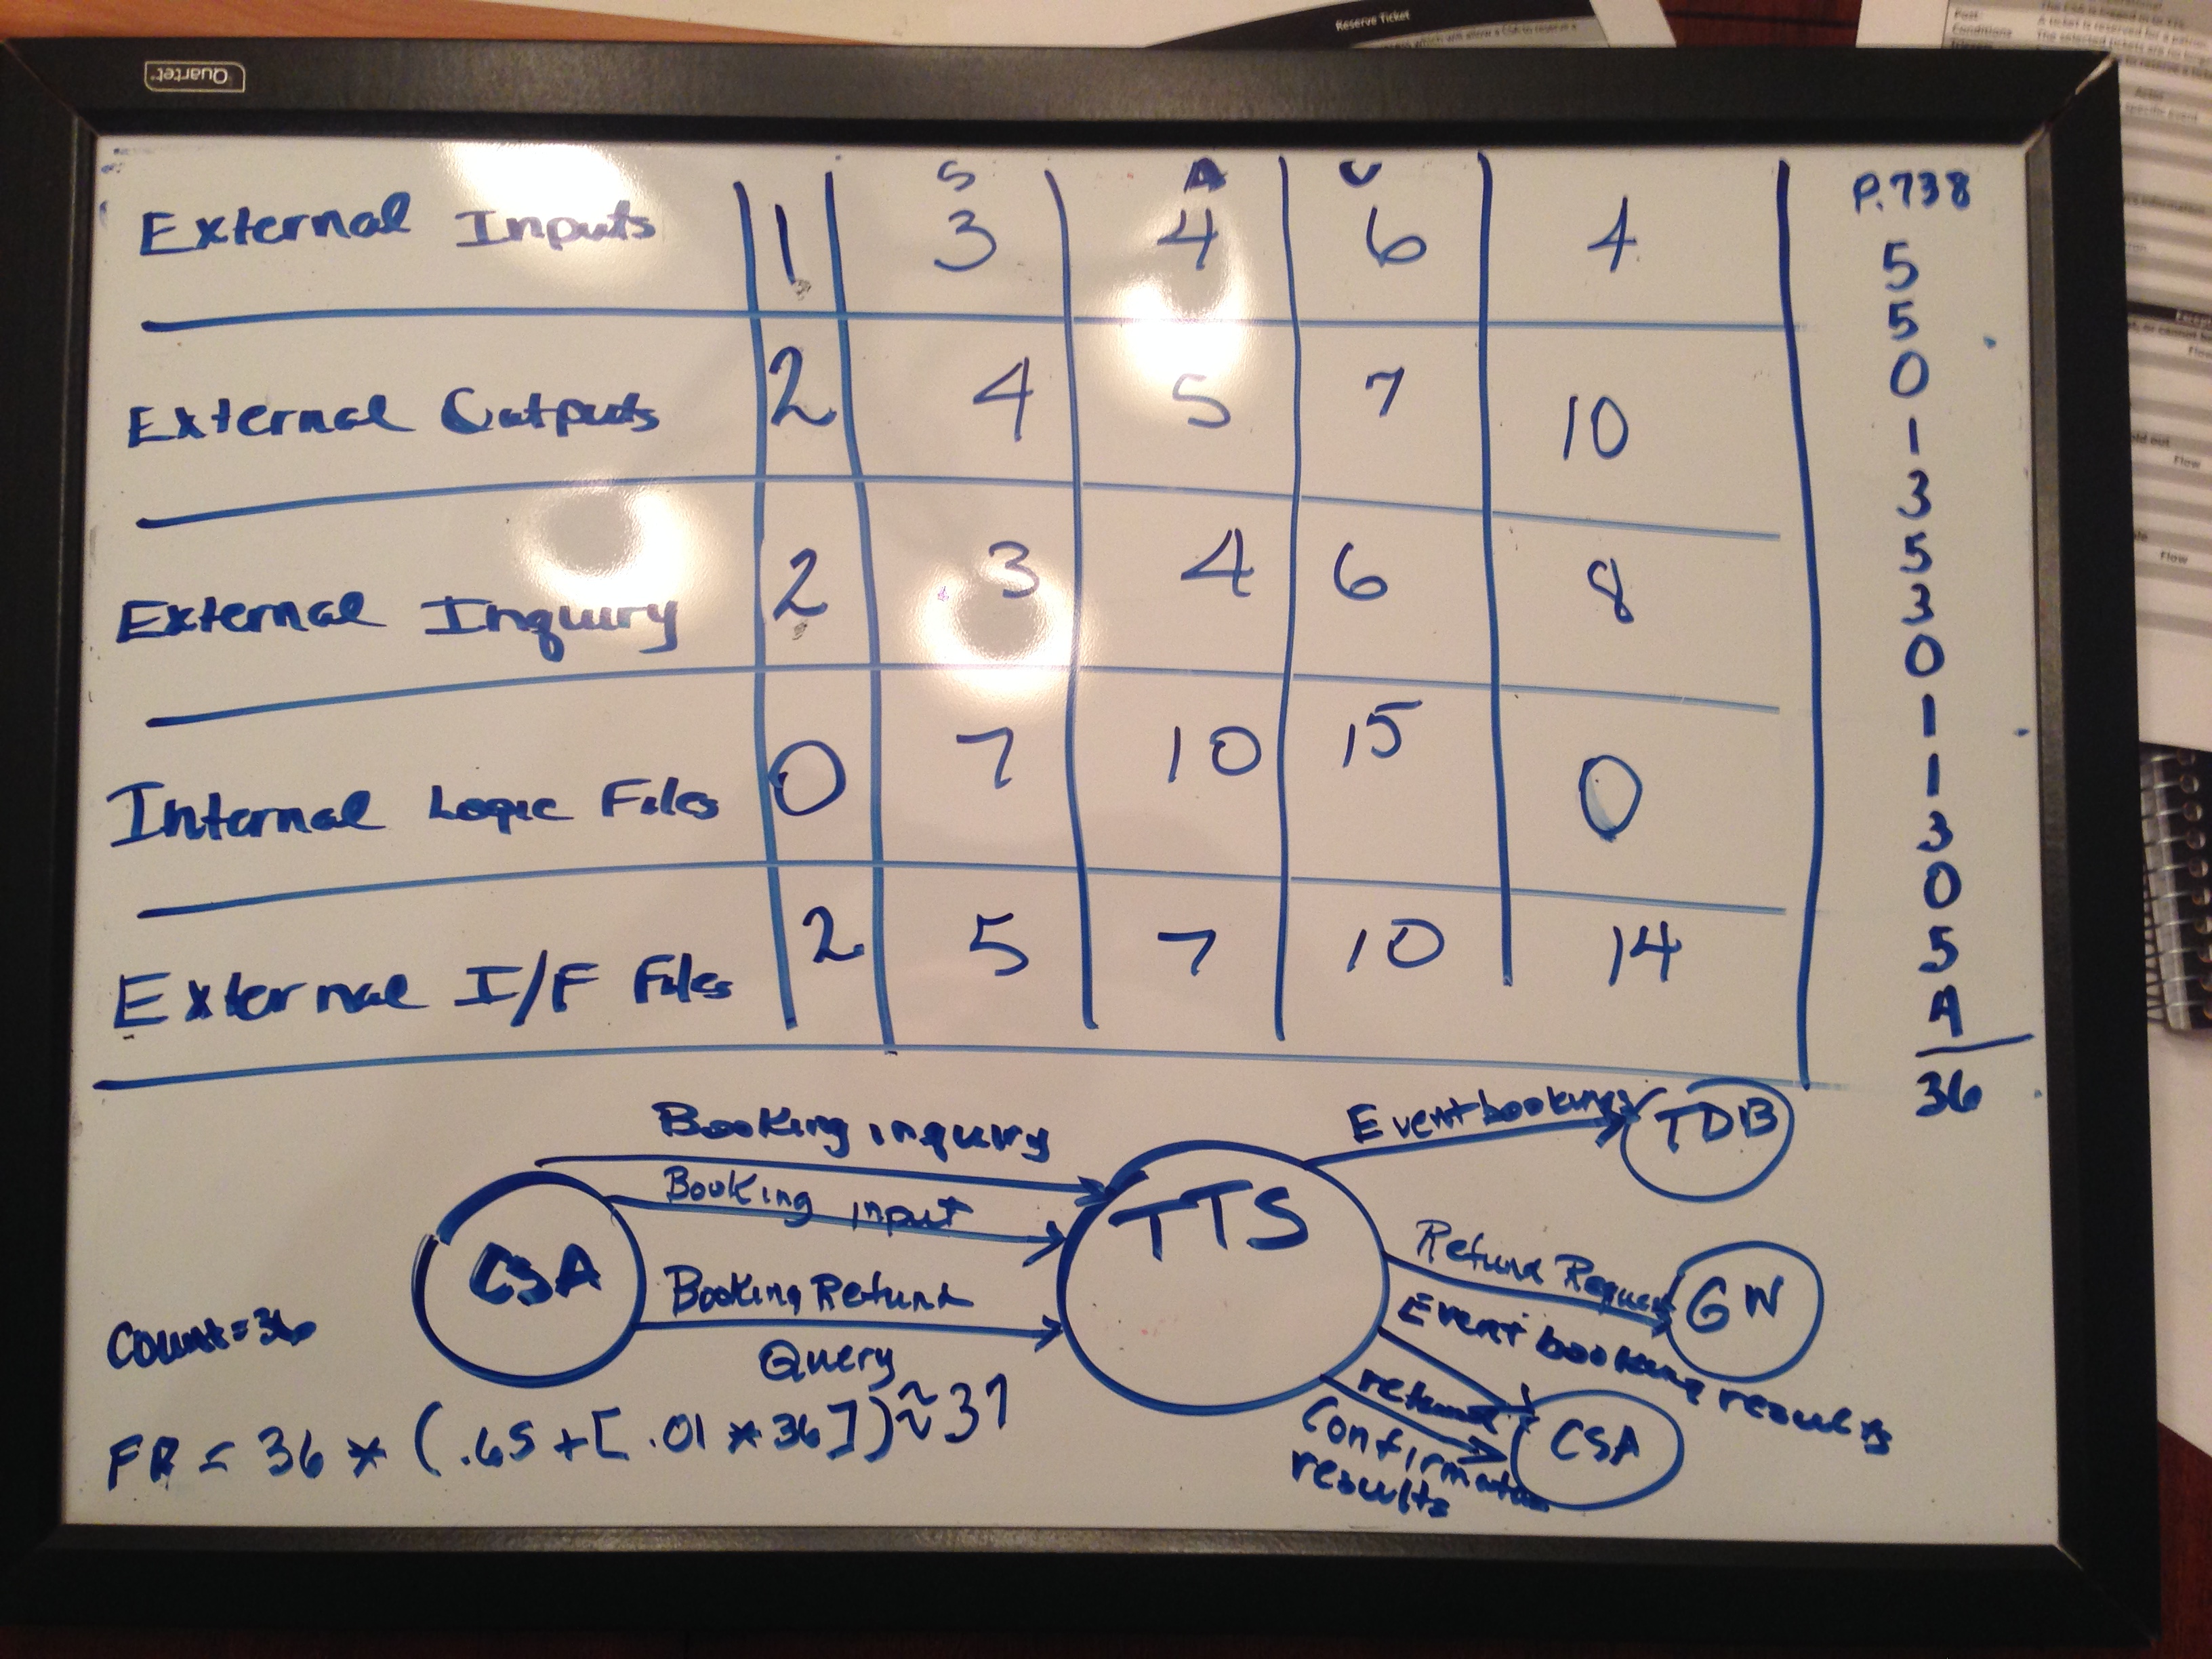 Quartet
Reserve Ticket
S A C
External Inputs 1 3 4 6 4
External Outputs 2 4 5 7 10
External Inquiry 2 3 4 6 8
Internal Logic Files 0 7 10 15 0
External I/F Files 2 5 7 10 14
P.738
5
5
0
1
3
5
3
0
1
1
3
0
5
4
36
Booking inquiry
Booking input
Booking Refund
Query
CSA
TTS
Event bookings
TDB
Refund Request
GW
Event booking results
refund
Confirmation
results
CSA
Count=36
FP = 36 * (.65 + [.01 * 36]) ≈ 37
Flow
Flow
Flow